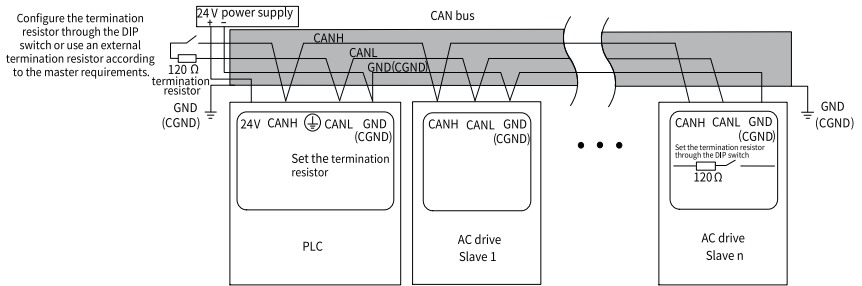 Configure the termination
resistor through the DIP
switch or use an external
termination resistor according
to the master requirements.
24 V power supply
+ −
CAN bus
CANH
CANL
GND(CGND)
120 Ω
termination
resistor
GND
(CGND)
GND
(CGND)
24V CANH CANL GND
(CGND)
Set the termination
resistor
PLC
CANH CANL GND
(CGND)
AC drive
Slave 1
CANH CANL GND
(CGND)
Set the termination resistor
through the DIP switch
120 Ω
AC drive
Slave n